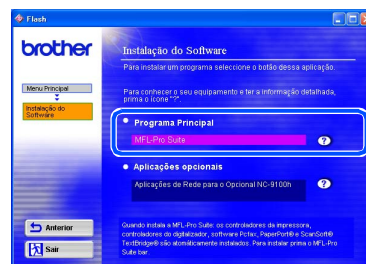 Flash
brother
Instalação do Software
Para instalar um programa seleccione o botão dessa aplicação.
Para conhecer o seu equipamento e ter a informação detalhada, prima o ícone "?".
Menu Principal
Instalação do Software
Programa Principal
MFL-Pro Suite
?
Aplicações opcionais
Aplicações de Rede para o Opcional NC-9100h
?
Anterior
Sair
Quando instala a MFL-Pro Suite: os controladores da impressora,
controladores do digitalizador, software Pcfax, PaperPort® e ScanSoft®
TextBridge® são atomáticamente instalados. Para instalar prima o MFL-Pro
Suite bar.